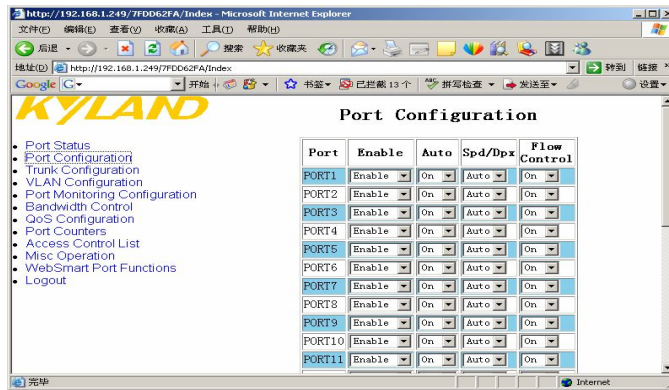 http://192.168.1.249/7FDD62FA/Index - Microsoft Internet Explorer
文件(F) 编辑(E) 查看(V) 收藏(A) 工具(T) 帮助(H)
后退 搜索 收藏夹
地址(D) http://192.168.1.249/7FDD62FA/Index 转到 链接 »
Google G 开始 书签 已拦截 13 个 拼写检查 发送至 设置
KYLAND
Port Configuration
Port Status
Port Configuration
Trunk Configuration
VLAN Configuration
Port Monitoring Configuration
Bandwidth Control
QoS Configuration
Port Counters
Access Control List
Misc Operation
WebSmart Port Functions
Logout
Port Enable Auto Spd/Dpx Flow Control
PORT1 Enable On Auto On
PORT2 Enable On Auto On
PORT3 Enable On Auto On
PORT4 Enable On Auto On
PORT5 Enable On Auto On
PORT6 Enable On Auto On
PORT7 Enable On Auto On
PORT8 Enable On Auto On
PORT9 Enable On Auto On
PORT10 Enable On Auto On
PORT11 Enable On Auto On
完毕 Internet